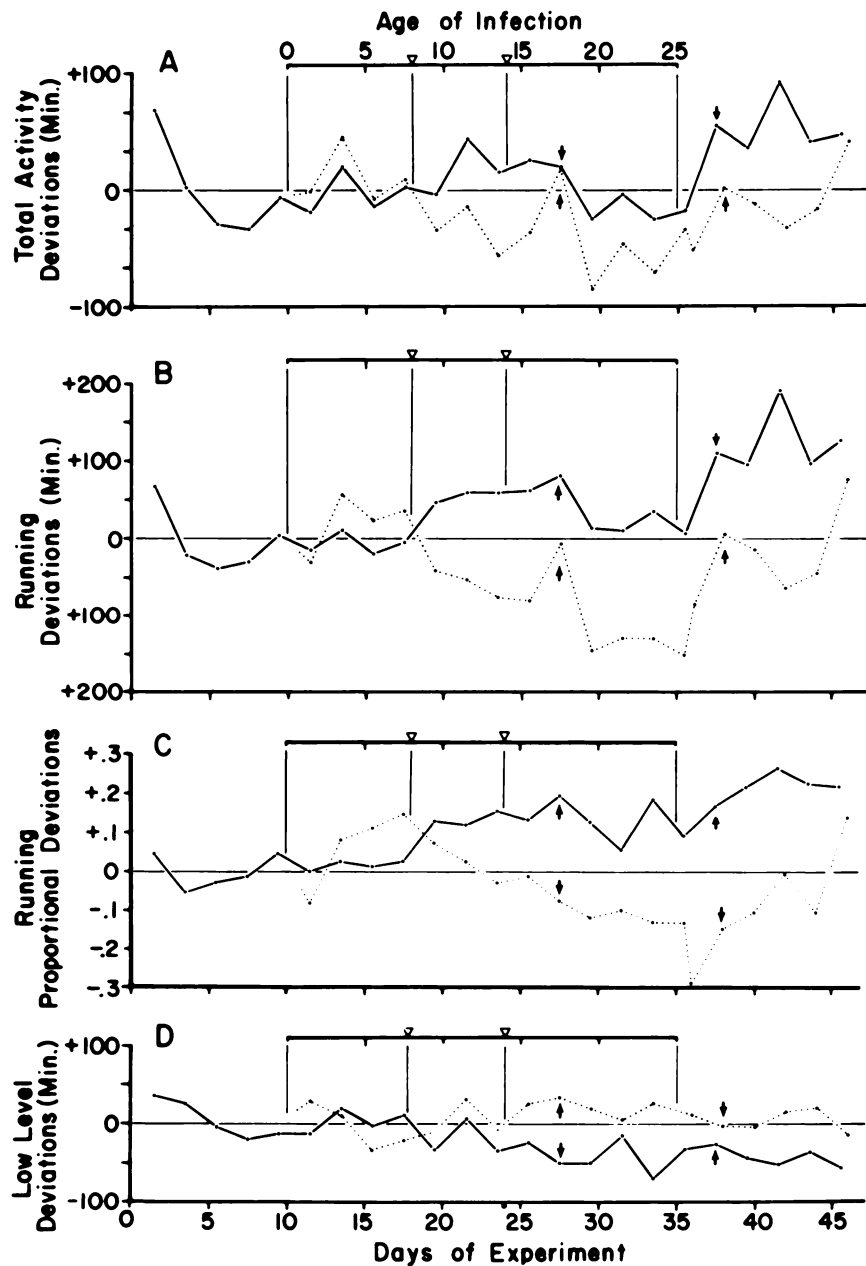 Age of Infection
0 5 10 15 20 25
A
+100
0
-100
Total Activity
Deviations (Min.)
B
+200
+100
0
+100
+200
Running
Deviations (Min.)
C
+.3
+.2
+.1
0
-.1
-.2
-.3
Running
Proportional Deviations
D
+100
0
-100
Low Level
Deviations (Min.)
0 5 10 15 20 25 30 35 40 45
Days of Experiment